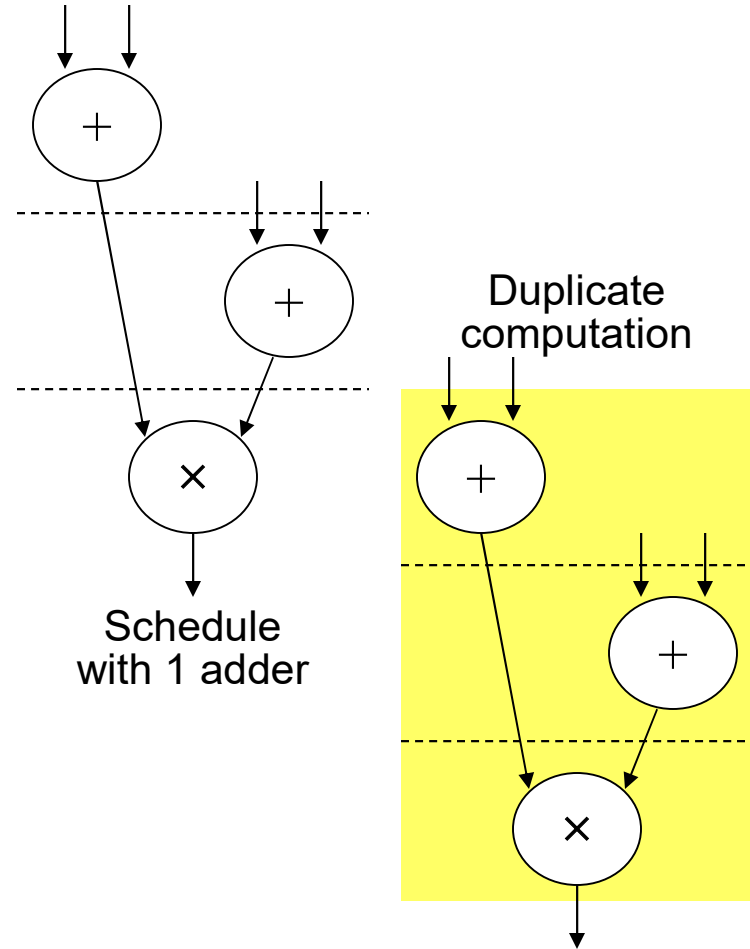 +
+
Duplicate
computation
×
+
Schedule
with 1 adder
+
×